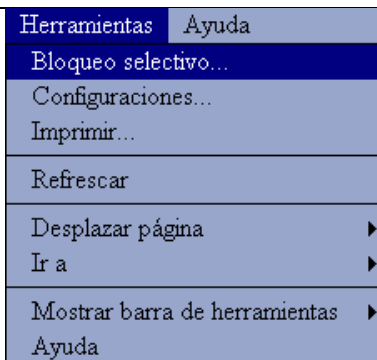 Herramientas Ayuda
Bloqueo selectivo...
Configuraciones...
Imprimir...
Refrescar
Desplazar página
Ir a
Mostrar barra de herramientas
Ayuda